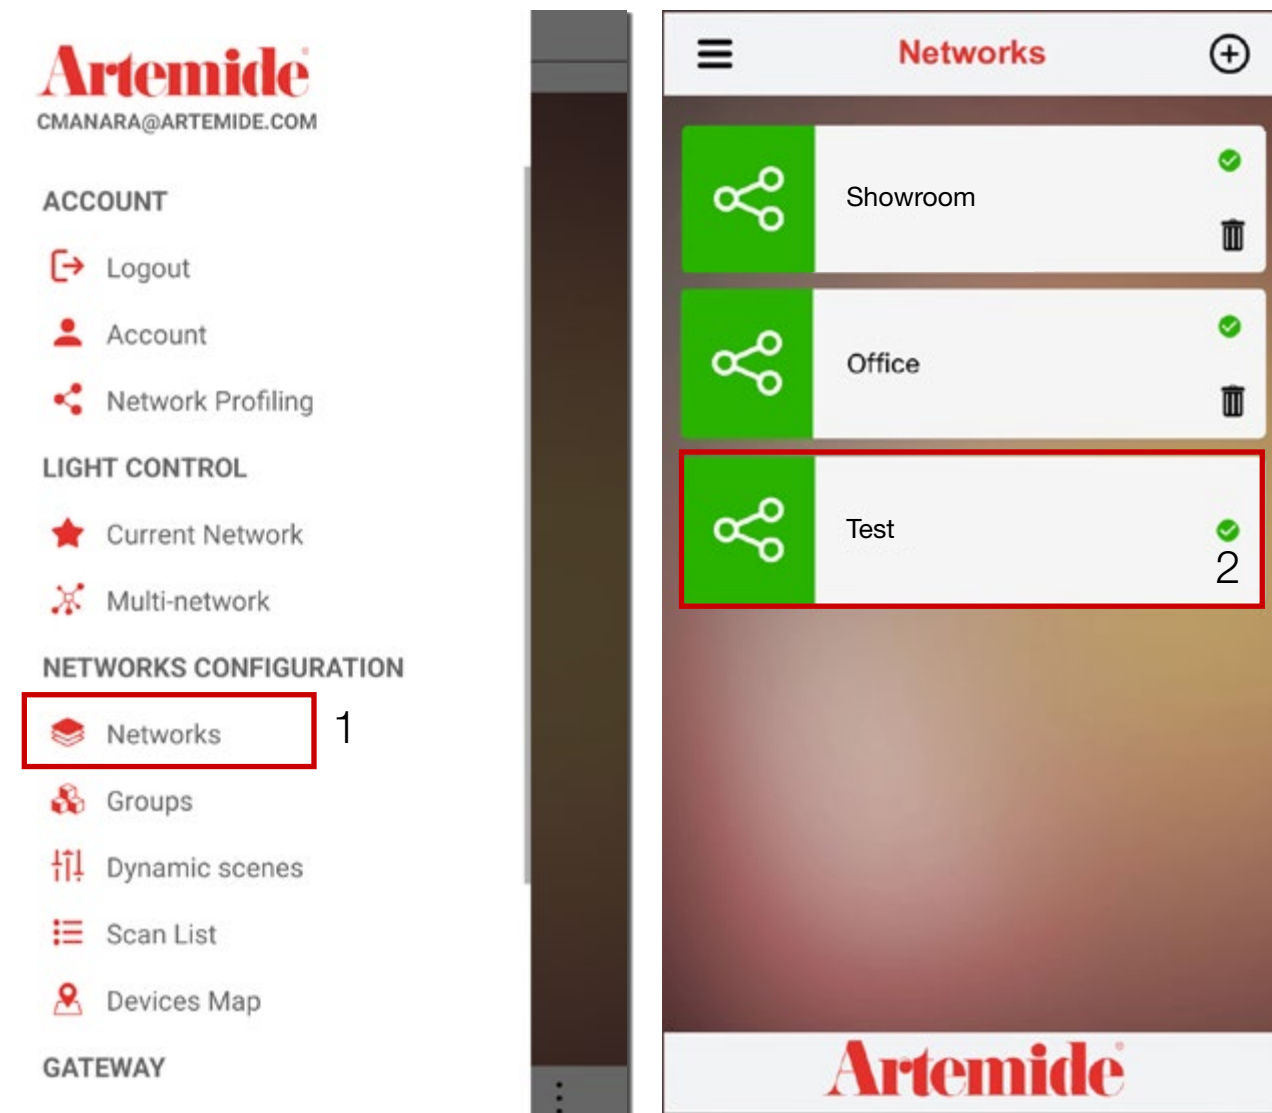 Artemide
CMANARA@ARTEMIDE.COM
ACCOUNT
Logout
Account
Network Profiling
LIGHT CONTROL
Current Network
Multi-network
NETWORKS CONFIGURATION
Networks
1
Groups
Dynamic scenes
Scan List
Devices Map
GATEWAY
Networks
Showroom
Office
Test
2
Artemide